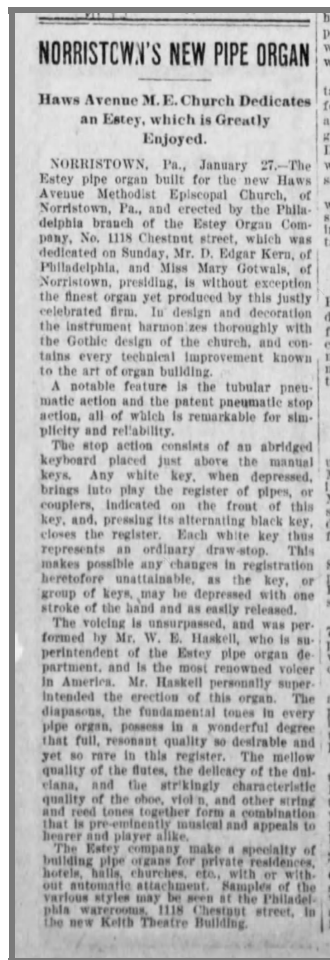 NORRISTOWN'S NEW PIPE ORGAN
Haws Avenue M. E. Church Dedicates
an Estey, which is Greatly
Enjoyed.
NORRISTOWN, Pa., January 27.—The
Estey pipe organ built for the new Haws
Avenue Methodist Episcopal Church, of
Norristown, Pa., and erected by the Phila-
delphia branch of the Estey Organ Com-
pany, No. 1118 Chestnut street, which was
dedicated on Sunday, Mr. D. Edgar Kern, of
Philadelphia, and Miss Mary Gotwals, of
Norristown, presiding, is without exception
the finest organ yet produced by this justly
celebrated firm. In design and decoration
the instrument harmonizes thoroughly with
the Gothic design of the church, and con-
tains every technical improvement known
to the art of organ building.
A notable feature is the tubular pneu-
matic action and the patent pneumatic stop
action, all of which is remarkable for sim-
plicity and reliability.
The stop action consists of an abridged
keyboard placed just above the manual
keys. Any white key, when depressed,
brings into play the register of pipes, or
couplers, indicated on the front of this
key, and, pressing its alternating black key,
closes the register. Each white key thus
represents an ordinary draw-stop. This
makes possible any changes in registration
heretofore unattainable, as the key, or
group of keys, may be depressed with one
stroke of the hand and as easily released.
The voicing is unsurpassed, and was per-
formed by Mr. W. E. Haskell, who is su-
perintendent of the Estey pipe organ de-
partment, and is the most renowned voicer
in America. Mr. Haskell personally super-
intended the erection of this organ. The
diapasons, the fundamental tones in every
pipe organ, possess in a wonderful degree
that full, resonant quality so desirable and
yet so rare in this register. The mellow
quality of the flutes, the delicacy of the dul-
ciana, and the strikingly characteristic
quality of the oboe, violin, and other string
and reed tones together form a combination
that is pre-eminently musical and appeals to
hearer and player alike.
The Estey company make a specialty of
building pipe organs for private residences,
hotels, halls, churches, etc., with or with-
out automatic attachment. Samples of the
various styles may be seen at the Philadel-
phia warerooms, 1118 Chestnut street, in
the new Keith Theatre Building.